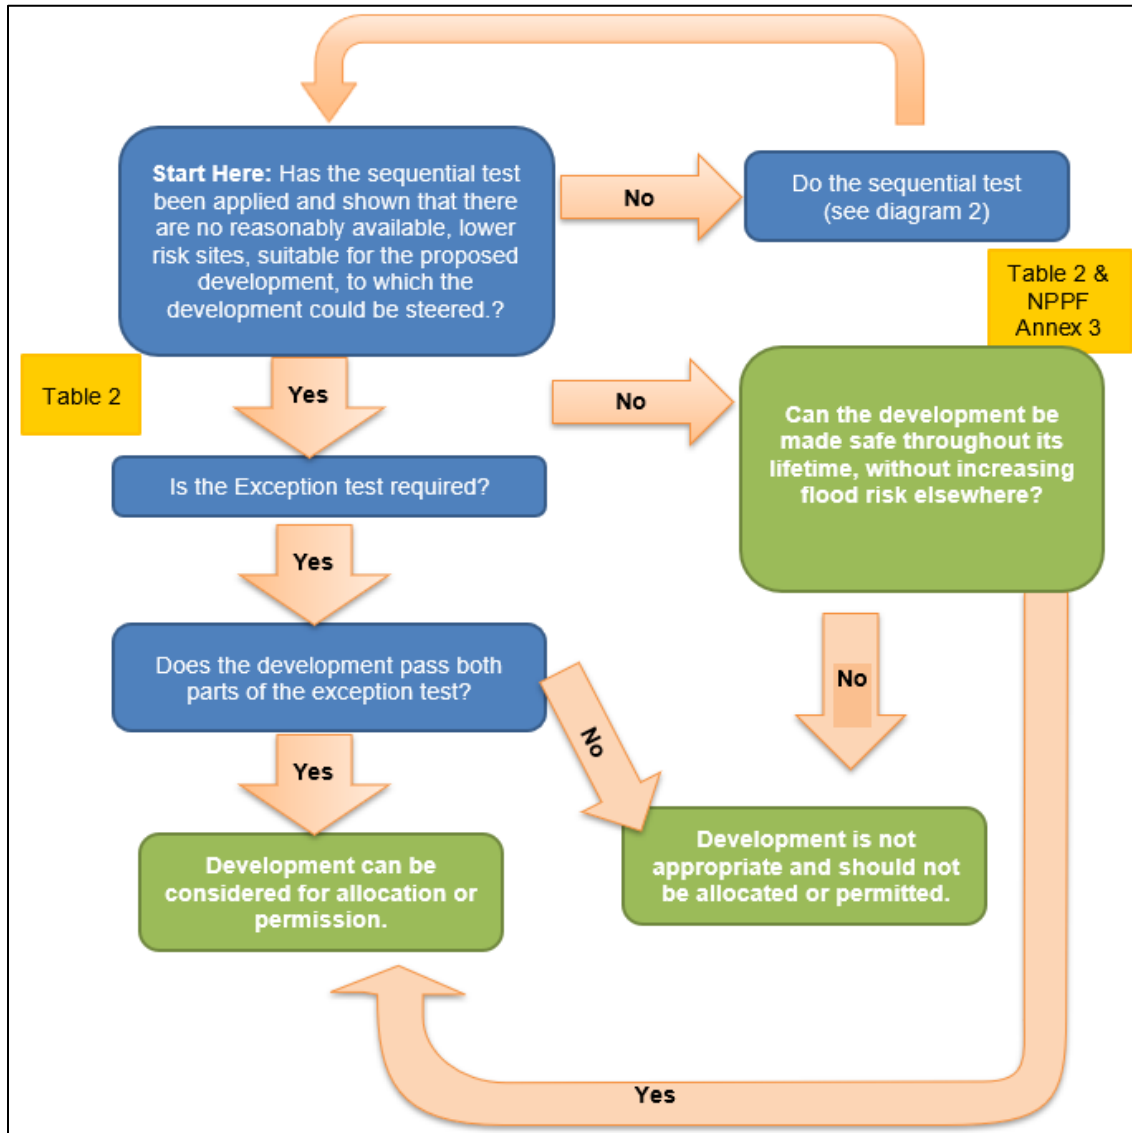 Start Here: Has the sequential test
been applied and shown that there
are no reasonably available, lower
risk sites, suitable for the proposed
development, to which the
development could be steered.?
No
Do the sequential test
(see diagram 2)
Table 2 &
NPPF
Annex 3
Table 2
Yes
No
Can the development be
made safe throughout its
lifetime, without increasing
flood risk elsewhere?
Is the Exception test required?
Yes
Does the development pass both
parts of the exception test?
No
No
Yes
Development can be
considered for allocation or
permission.
Development is not
appropriate and should not
be allocated or permitted.
Yes